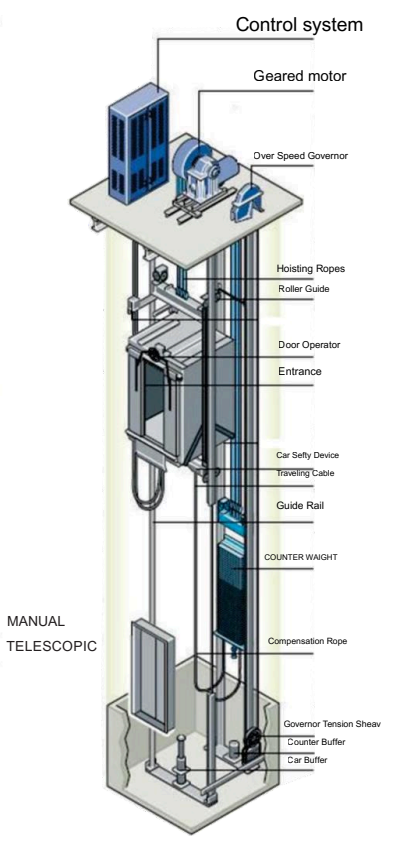 Control system
Geared motor
Over Speed Governor
Hoisting Ropes
Roller Guide
Door Operator
Entrance
Car Sefty Device
Traveling Cable
Guide Rail
COUNTER WAIGHT
MANUAL
TELESCOPIC
Compensation Rope
Governor Tension Sheav
Counter Buffer
Car Buffer